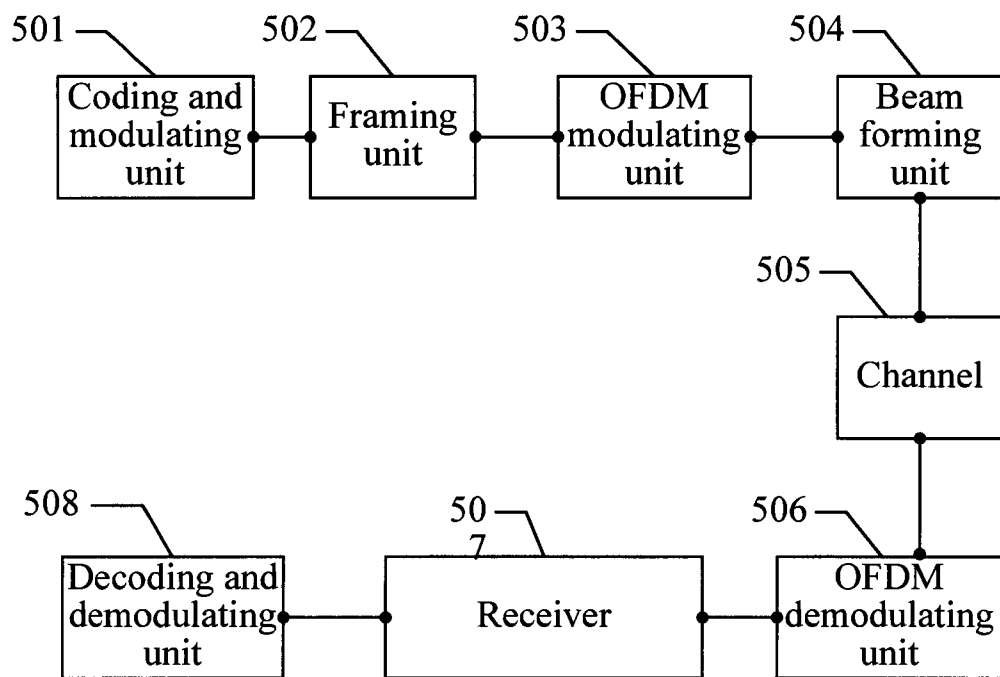 501
502
503
504
Coding and
modulating
unit
Framing
unit
OFDM
modulating
unit
Beam
forming
unit
505
Channel
508
50
7
506
Decoding and
demodulating
unit
Receiver
OFDM
demodulating
unit